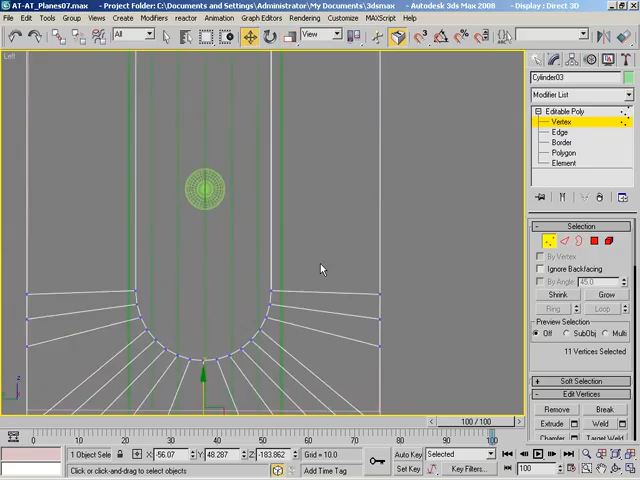 AT-AT_Planes07.max - Project Folder: C:\Documents and Settings\Administrator\My Documents\3dsmax - Autodesk 3ds Max 2008 - Display : Direct 3D
File Edit Tools Group Views Create Modifiers reactor Animation Graph Editors Rendering Customize MAXScript Help
All View
Left
Cylinder03
Modifier List
Editable Poly
Vertex
Edge
Border
Polygon
Element
Selection
By Vertex
Ignore Backfacing
By Angle: 45.0
Shrink Grow
Ring Loop
Preview Selection
Off SubObj Multi
11 Vertices Selected
Soft Selection
Edit Vertices
Remove Break
Extrude Weld
Chamfer Target Weld
z
x
100 / 100
0 10 20 30 40 50 60 70 80 90 100
1 Object Sele X: -56.07 Y: 48.287 Z: -183.862 Grid = 10.0
Auto Key Selected
Click or click-and-drag to select objects Add Time Tag
Set Key Key Filters... 100